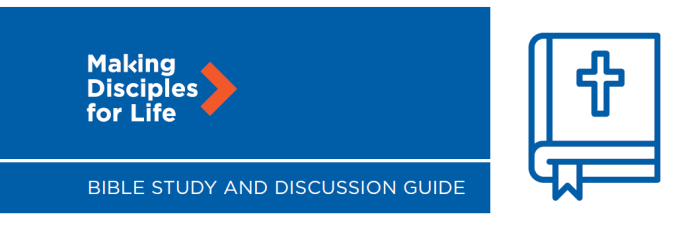 Making
Disciples
for Life
BIBLE STUDY AND DISCUSSION GUIDE